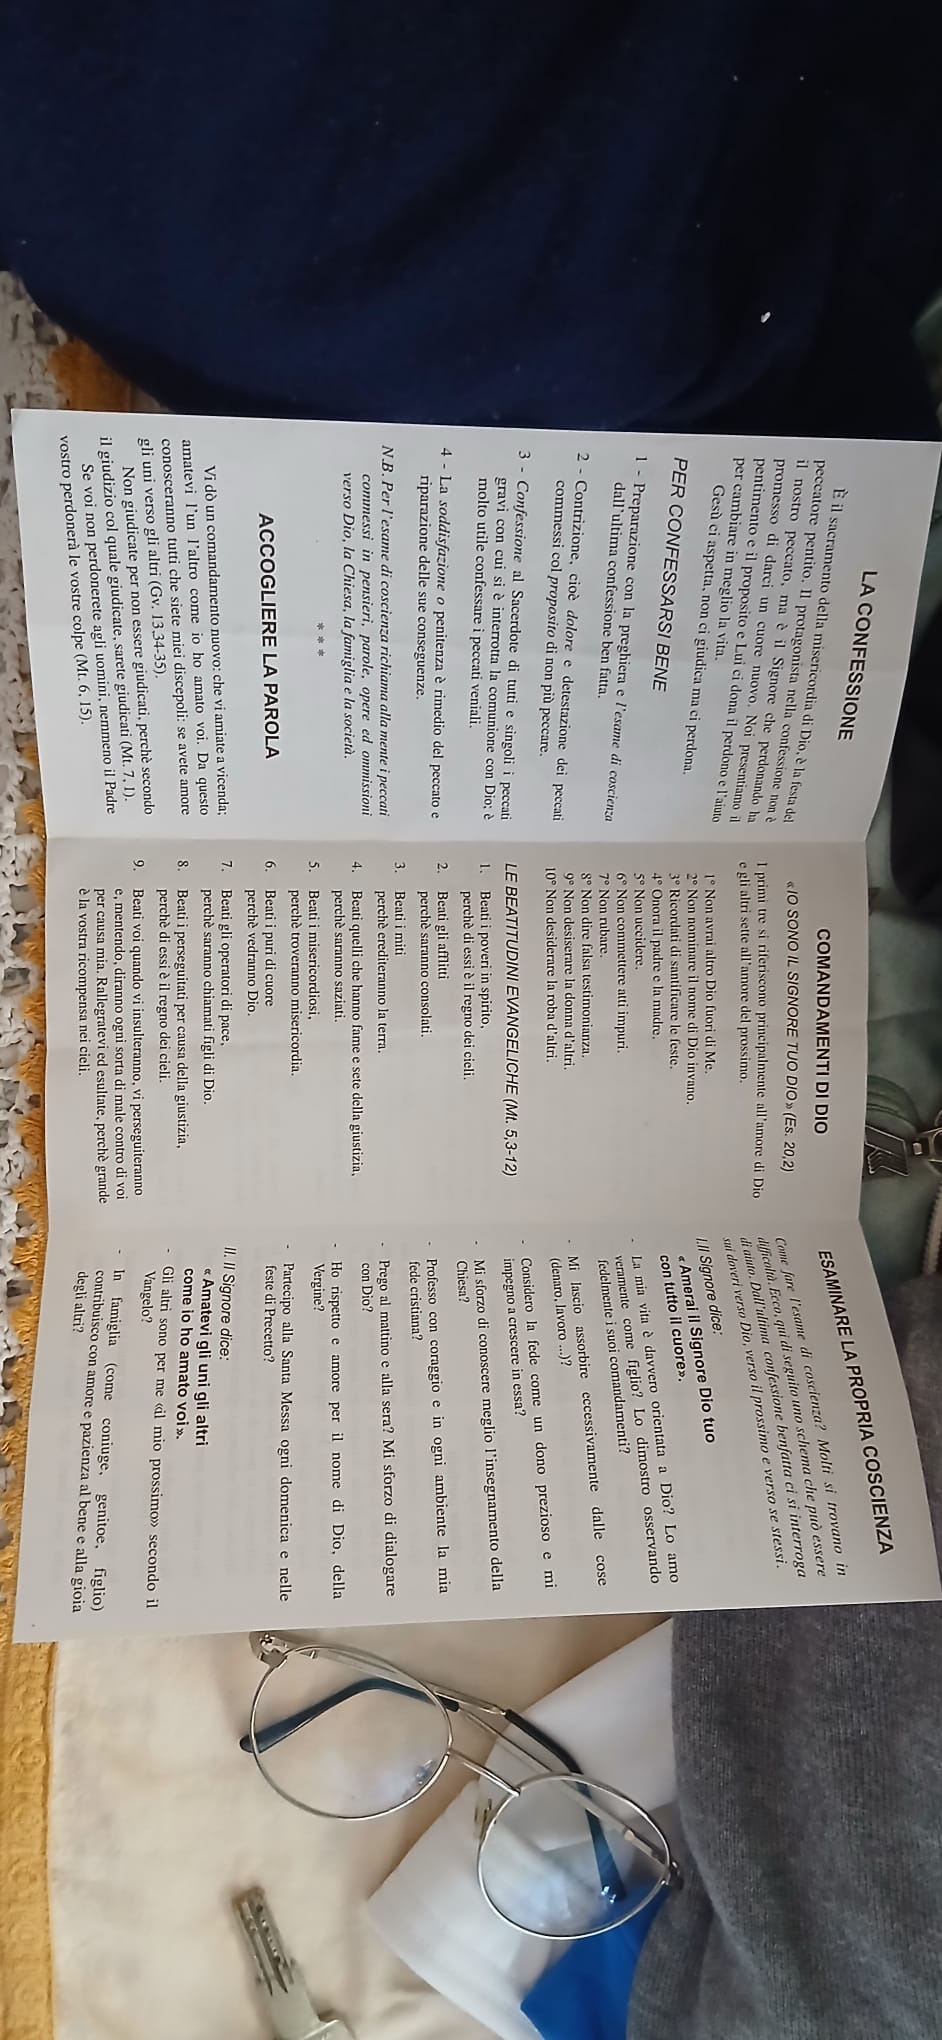 LA CONFESSIONE
È il sacramento della misericordia di Dio, è la festa del
peccatore pentito. Il protagonista nella confessione non è
il nostro peccato, ma è il Signore che perdonando ha
promesso di darci un cuore nuovo. Noi presentiamo il
pentimento e il proposito e Lui ci dona il perdono e l'aiuto
per cambiare in meglio la vita.
Gesù ci aspetta, non ci giudica ma ci perdona.
PER CONFESSARSI BENE
1 - Preparazione con la preghiera e l'esame di coscienza
dall'ultima confessione ben fatta.
2 - Contrizione, cioè dolore e detestazione dei peccati
commessi col proposito di non più peccare.
3 - Confessione al Sacerdote di tutti e singoli i peccati
gravi con cui si è interrotta la comunione con Dio; è
molto utile confessare i peccati veniali.
4 - La soddisfazione o penitenza è rimedio del peccato e
riparazione delle sue conseguenze.
N.B. Per l'esame di coscienza richiama alla mente i peccati
commessi in pensieri, parole, opere ed ommissioni
verso Dio, la Chiesa, la famiglia e la società.
* * *
ACCOGLIERE LA PAROLA
Vi dò un comandamento nuovo: che vi amiate a vicenda;
amatevi l'un l'altro come io ho amato voi. Da questo
conosceranno tutti che siete miei discepoli: se avete amore
gli uni verso gli altri (Gv. 13,34-35).
Non giudicate per non essere giudicati, perchè secondo
il giudizio col quale giudicate, sarete giudicati (Mt. 7, 1).
Se voi non perdonerete agli uomini, nemmeno il Padre
vostro perdonerà le vostre colpe (Mt. 6, 15).
COMANDAMENTI DI DIO
«IO SONO IL SIGNORE TUO DIO» (Es. 20,2)
I primi tre si riferiscono principalmente all'amore di Dio
e gli altri sette all'amore del prossimo.
1° Non avrai altro Dio fuori di Me.
2° Non nominare il nome di Dio invano.
3° Ricordati di santificare le feste.
4° Onora il padre e la madre.
5° Non uccidere.
6° Non commettere atti impuri.
7° Non rubare.
8° Non dire falsa testimonianza.
9° Non desiserare la donna d'altri.
10° Non desiderare la roba d'altri.
LE BEATITUDINI EVANGELICHE (Mt. 5,3-12)
1. Beati i poveri in spirito,
perchè di essi è il regno dei cieli.
2. Beati gli afflitti
perchè saranno consolati.
3. Beati i miti
perchè erediteranno la terra.
4. Beati quelli che hanno fame e sete della giustizia,
perchè saranno saziati.
5. Beati i misericordiosi,
perchè troveranno misericordia.
6. Beati i puri di cuore
perchè vedranno Dio.
7. Beati gli operatori di pace,
perchè saranno chiamati figli di Dio.
8. Beati i perseguitati per causa della giustizia,
perchè di essi è il regno dei cieli.
9. Beati voi quando vi insulteranno, vi perseguiteranno
e, mentendo, diranno ogni sorta di male contro di voi
per causa mia. Rallegratevi ed esultate, perchè grande
è la vostra ricompensa nei cieli.
ESAMINARE LA PROPRIA COSCIENZA
Come fare l'esame di coscienza? Molti si trovano in
difficoltà. Ecco, qui di seguito uno schema che può essere
di aiuto. Dall'ultima confessione benfatta ci si interroga
sui doveri verso Dio, verso il prossimo e verso se stessi.
I.Il Signore dice:
«Amerai il Signore Dio tuo
con tutto il cuore».
- La mia vita è davvero orientata a Dio? Lo amo
veramente come figlio? Lo dimostro osservando
fedelmente i suoi comandamenti?
- Mi lascio assorbire eccessivamente dalle cose
(denaro, lavoro ...)?
- Considero la fede come un dono prezioso e mi
impegno a crescere in essa?
- Mi sforzo di conoscere meglio l'insegnamento della
Chiesa?
- Professo con coraggio e in ogni ambiente la mia
fede cristiana?
- Prego al mattino e alla sera? Mi sforzo di dialogare
con Dio?
- Ho rispetto e amore per il nome di Dio, della
Vergine?
- Partecipo alla Santa Messa ogni domenica e nelle
feste di Precetto?
II. Il Signore dice:
«Amatevi gli uni gli altri
come io ho amato voi».
- Gli altri sono per me «il mio prossimo» secondo il
Vangelo?
- In famiglia (come coniuge, genitoe, figlio)
contribuisco con amore e pazienza al bene e alla gioia
degli altri?